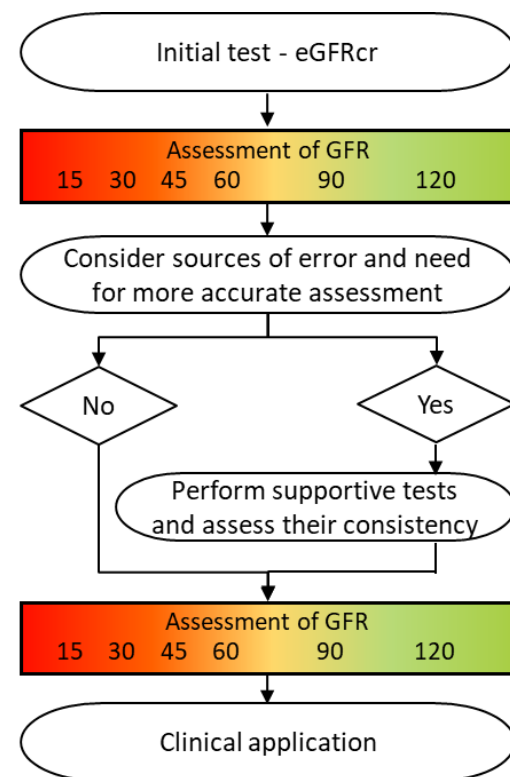 Initial test - eGFRcr
Assessment of GFR
15 30 45 60 90 120
Consider sources of error and need
for more accurate assessment
No
Yes
Perform supportive tests
and assess their consistency
Assessment of GFR
15 30 45 60 90 120
Clinical application